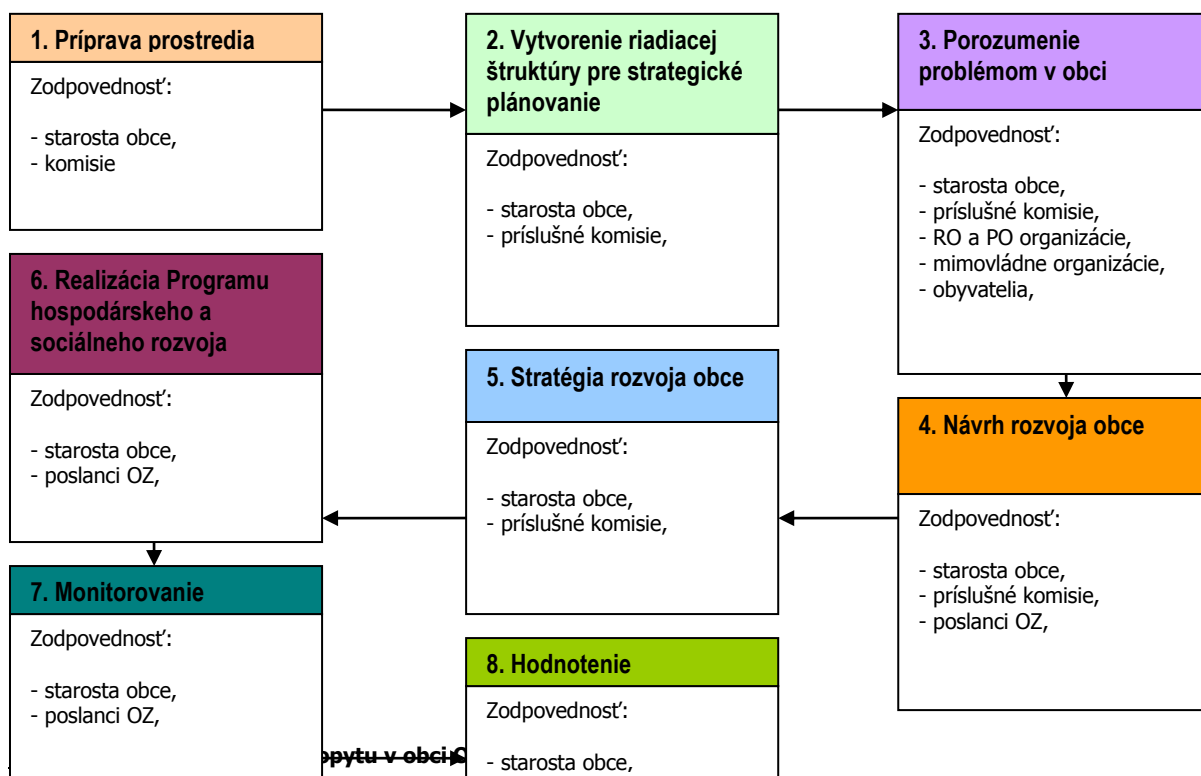 1. Príprava prostredia
Zodpovednosť:
- starosta obce,
- komisie
2. Vytvorenie riadiacej
štruktúry pre strategické
plánovanie
Zodpovednosť:
- starosta obce,
- príslušné komisie,
3. Porozumenie
problémom v obci
Zodpovednosť:
- starosta obce,
- príslušné komisie,
- RO a PO organizácie,
- mimovládne organizácie,
- obyvatelia,
4. Návrh rozvoja obce
Zodpovednosť:
- starosta obce,
- príslušné komisie,
- poslanci OZ,
5. Stratégia rozvoja obce
Zodpovednosť:
- starosta obce,
- príslušné komisie,
6. Realizácia Programu
hospodárskeho a
sociálneho rozvoja
Zodpovednosť:
- starosta obce,
- poslanci OZ,
7. Monitorovanie
Zodpovednosť:
- starosta obce,
- poslanci OZ,
8. Hodnotenie
Zodpovednosť:
- starosta obce,
v obci